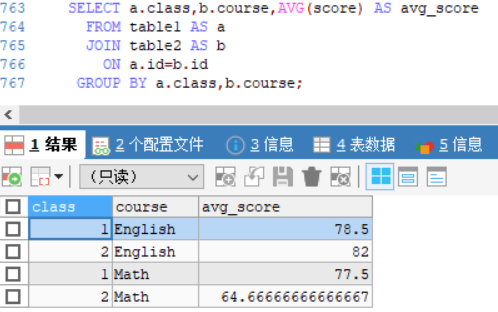 763 SELECT a.class,b.course,AVG(score) AS avg_score
764 FROM table1 AS a
765 JOIN table2 AS b
766 ON a.id=b.id
767 GROUP BY a.class,b.course;
1 结果 2 个配置文件 3 信息 4 表数据 5 信息
(只读)
class course avg_score
1 English 78.5
2 English 82
1 Math 77.5
2 Math 64.66666666666667